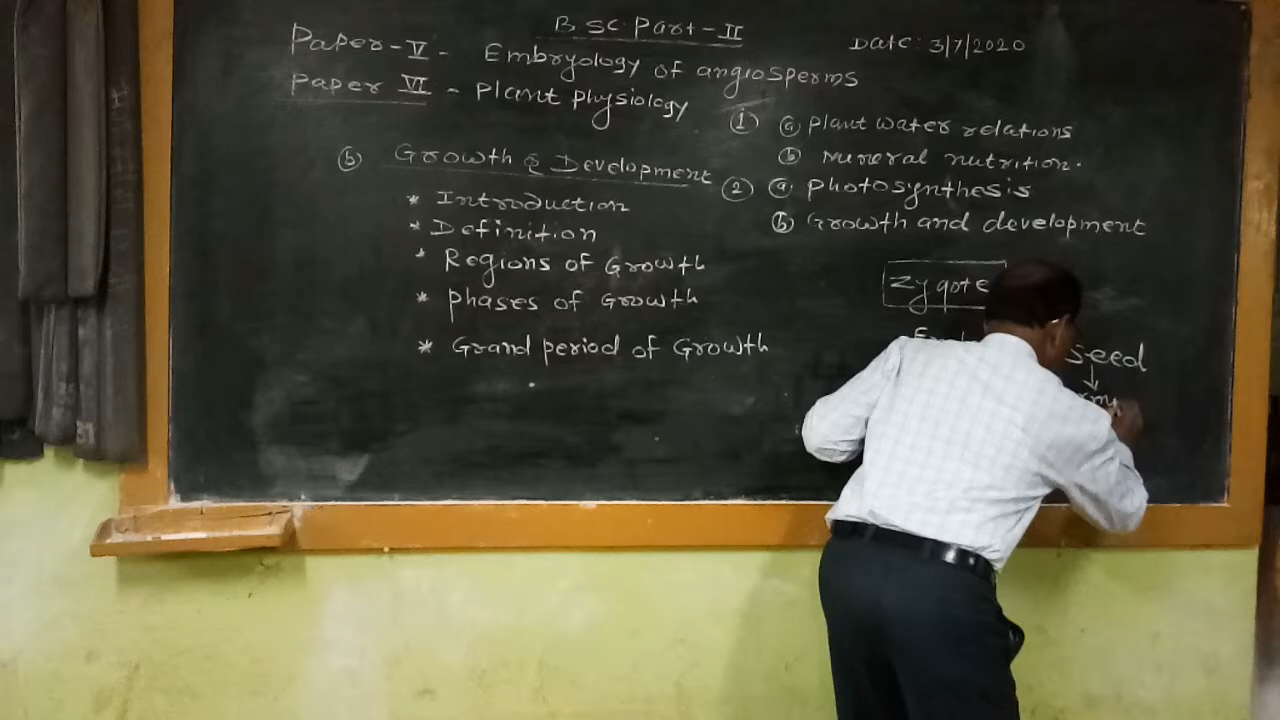 B.Sc. Part-II
Date: 3/7/2020
Paper-V - Embryology of angiosperms
Paper VI - Plant physiology
ⓑ Growth & Development
* Introduction
* Definition
* Regions of Growth
* Phases of Growth
* Grand period of Growth
① ⓐ Plant water relations
ⓑ Mineral nutrition.
② ⓐ Photosynthesis
ⓑ Growth and development
Zygote
Seed
↓